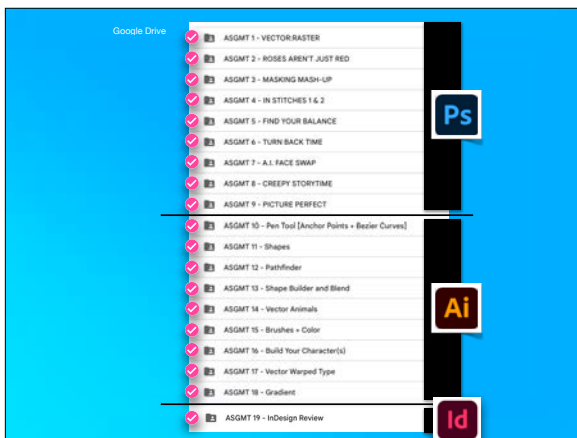 Google Drive
ASGMT 1 - VECTOR:RASTER
ASGMT 2 - ROSES AREN'T JUST RED
ASGMT 3 - MASKING MASH-UP
ASGMT 4 - IN STITCHES 1 & 2
ASGMT 5 - FIND YOUR BALANCE
ASGMT 6 - TURN BACK TIME
ASGMT 7 - A.I. FACE SWAP
ASGMT 8 - CREEPY STORYTIME
ASGMT 9 - PICTURE PERFECT
Ps
ASGMT 10 - Pen Tool [Anchor Points + Bezier Curves]
ASGMT 11 - Shapes
ASGMT 12 - Pathfinder
ASGMT 13 - Shape Builder and Blend
ASGMT 14 - Vector Animals
ASGMT 15 - Brushes + Color
ASGMT 16 - Build Your Character(s)
ASGMT 17 - Vector Warped Type
ASGMT 18 - Gradient
Ai
ASGMT 19 - InDesign Review
Id